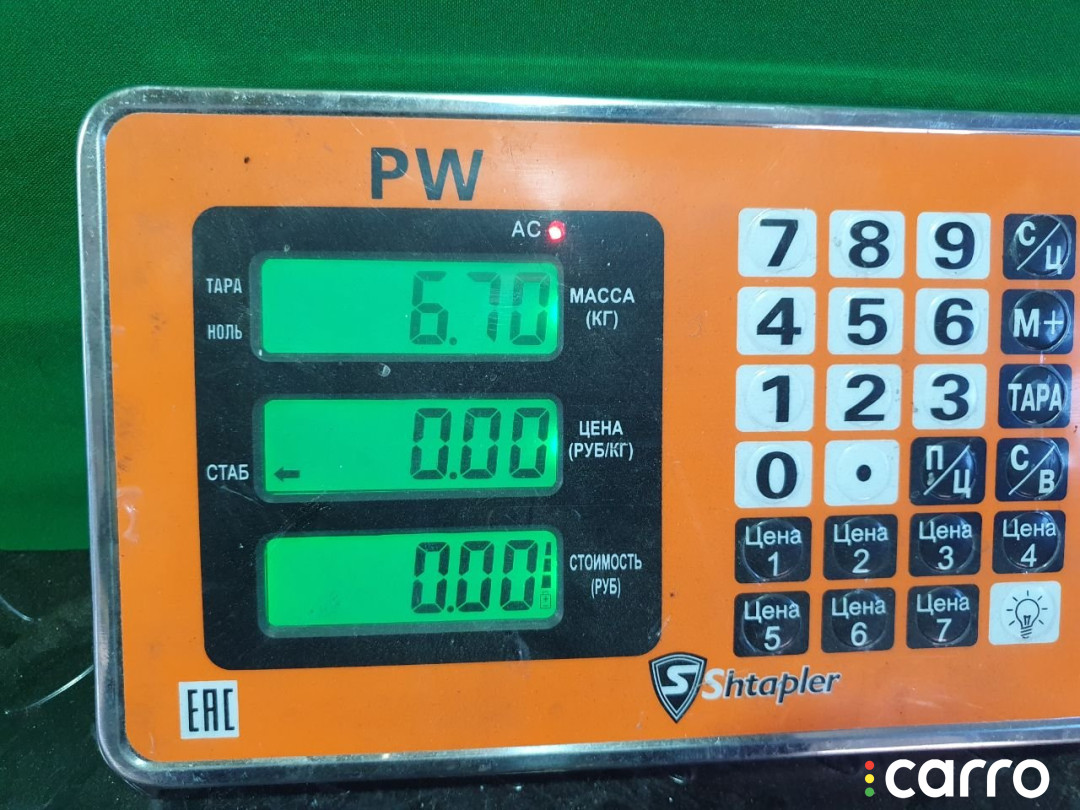 PW
AC
ТАРА
НОЛЬ
6.70
МАССА
(КГ)
СТАБ
0.00
ЦЕНА
(РУБ/КГ)
0.00
СТОИМОСТЬ
(РУБ)
7 8 9 С/Ц
4 5 6 М+
1 2 3 ТАРА
0 . П/Ц С/В
Цена 1 Цена 2 Цена 3 Цена 4
Цена 5 Цена 6 Цена 7
S Shtapler
EAC
carro